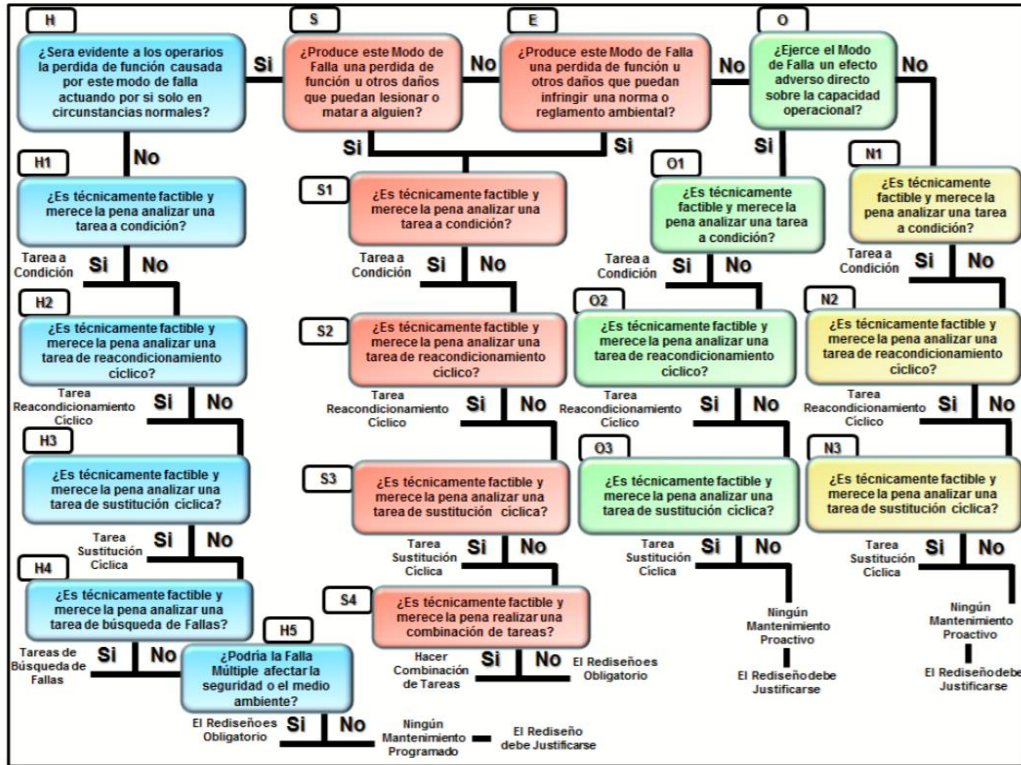 H
¿Sera evidente a los operarios
la perdida de función causada
por este modo de falla
actuando por si solo en
circunstancias normales?
Si
S
¿Produce este Modo de
Falla una perdida de
función u otros daños
que puedan lesionar o
matar a alguien?
No
E
¿Produce este Modo de Falla
una perdida de función u
otros daños que puedan
infringir una norma o
reglamento ambiental?
No
O
¿Ejerce el Modo
de Falla un efecto
adverso directo
sobre la capacidad
operacional?
No
No
Si
Si
Si
H1
¿Es técnicamente factible y
merece la pena analizar una
tarea a condición?
S1
¿Es técnicamente factible y
merece la pena analizar una
tarea a condición?
O1
¿Es técnicamente
factible y merece la
pena analizar una tarea
a condición?
N1
¿Es técnicamente
factible y merece la
pena analizar una tarea
a condición?
Tarea a
Condición
Si
No
Tarea a
Condición
Si
No
Tarea a
Condición
Si
No
Tarea a
Condición
Si
No
H2
¿Es técnicamente factible y
merece la pena analizar una
tarea de reacondicionamiento
cíclico?
S2
¿Es técnicamente factible y
merece la pena analizar una
tarea de reacondicionamiento
cíclico?
O2
¿Es técnicamente factible y
merece la pena analizar una
tarea de reacondicionamiento
cíclico?
N2
¿Es técnicamente factible y
merece la pena analizar una
tarea de reacondicionamiento
cíclico?
Tarea
Reacondicionamiento
Cíclico
Si
No
Tarea
Reacondicionamiento
Cíclico
Si
No
Tarea
Reacondicionamiento
Cíclico
Si
No
Tarea
Reacondicionamiento
Cíclico
Si
No
H3
¿Es técnicamente factible y
merece la pena analizar una
tarea de sustitución cíclica?
S3
¿Es técnicamente factible y
merece la pena analizar una
tarea de sustitución cíclica?
O3
¿Es técnicamente factible y
merece la pena analizar una
tarea de sustitución cíclica?
N3
¿Es técnicamente factible y
merece la pena analizar una
tarea de sustitución cíclica?
Tarea
Sustitución
Cíclica
Si
No
Tarea
Sustitución
Cíclica
Si
No
Tarea
Sustitución
Cíclica
Si
No
Tarea
Sustitución
Cíclica
Si
No
H4
¿Es técnicamente factible y
merece la pena analizar una
tarea de búsqueda de Fallas?
S4
¿Es técnicamente factible y
merece la pena realizar una
combinación de tareas?
Ningún
Mantenimiento
Proactivo
El Rediseño debe
Justificarse
Ningún
Mantenimiento
Proactivo
El Rediseño debe
Justificarse
Tareas de
Búsqueda de
Fallas
Si
No
Hacer
Combinación
de Tareas
Si
No
El Rediseño es
Obligatorio
H5
¿Podría la Falla
Múltiple afectar la
seguridad o el medio
ambiente?
El Rediseño es
Obligatorio
Si
No
Ningún
Mantenimiento
Programado
El Rediseño
debe Justificarse